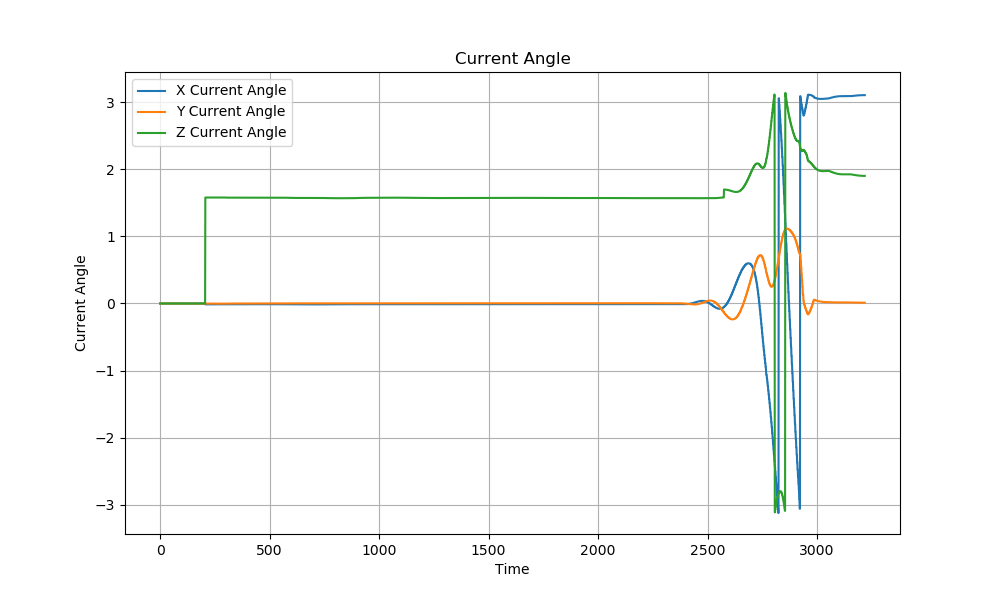 Current Angle
X Current Angle
Y Current Angle
Z Current Angle
Current Angle
3
2
1
0
−1
−2
−3
0 500 1000 1500 2000 2500 3000
Time